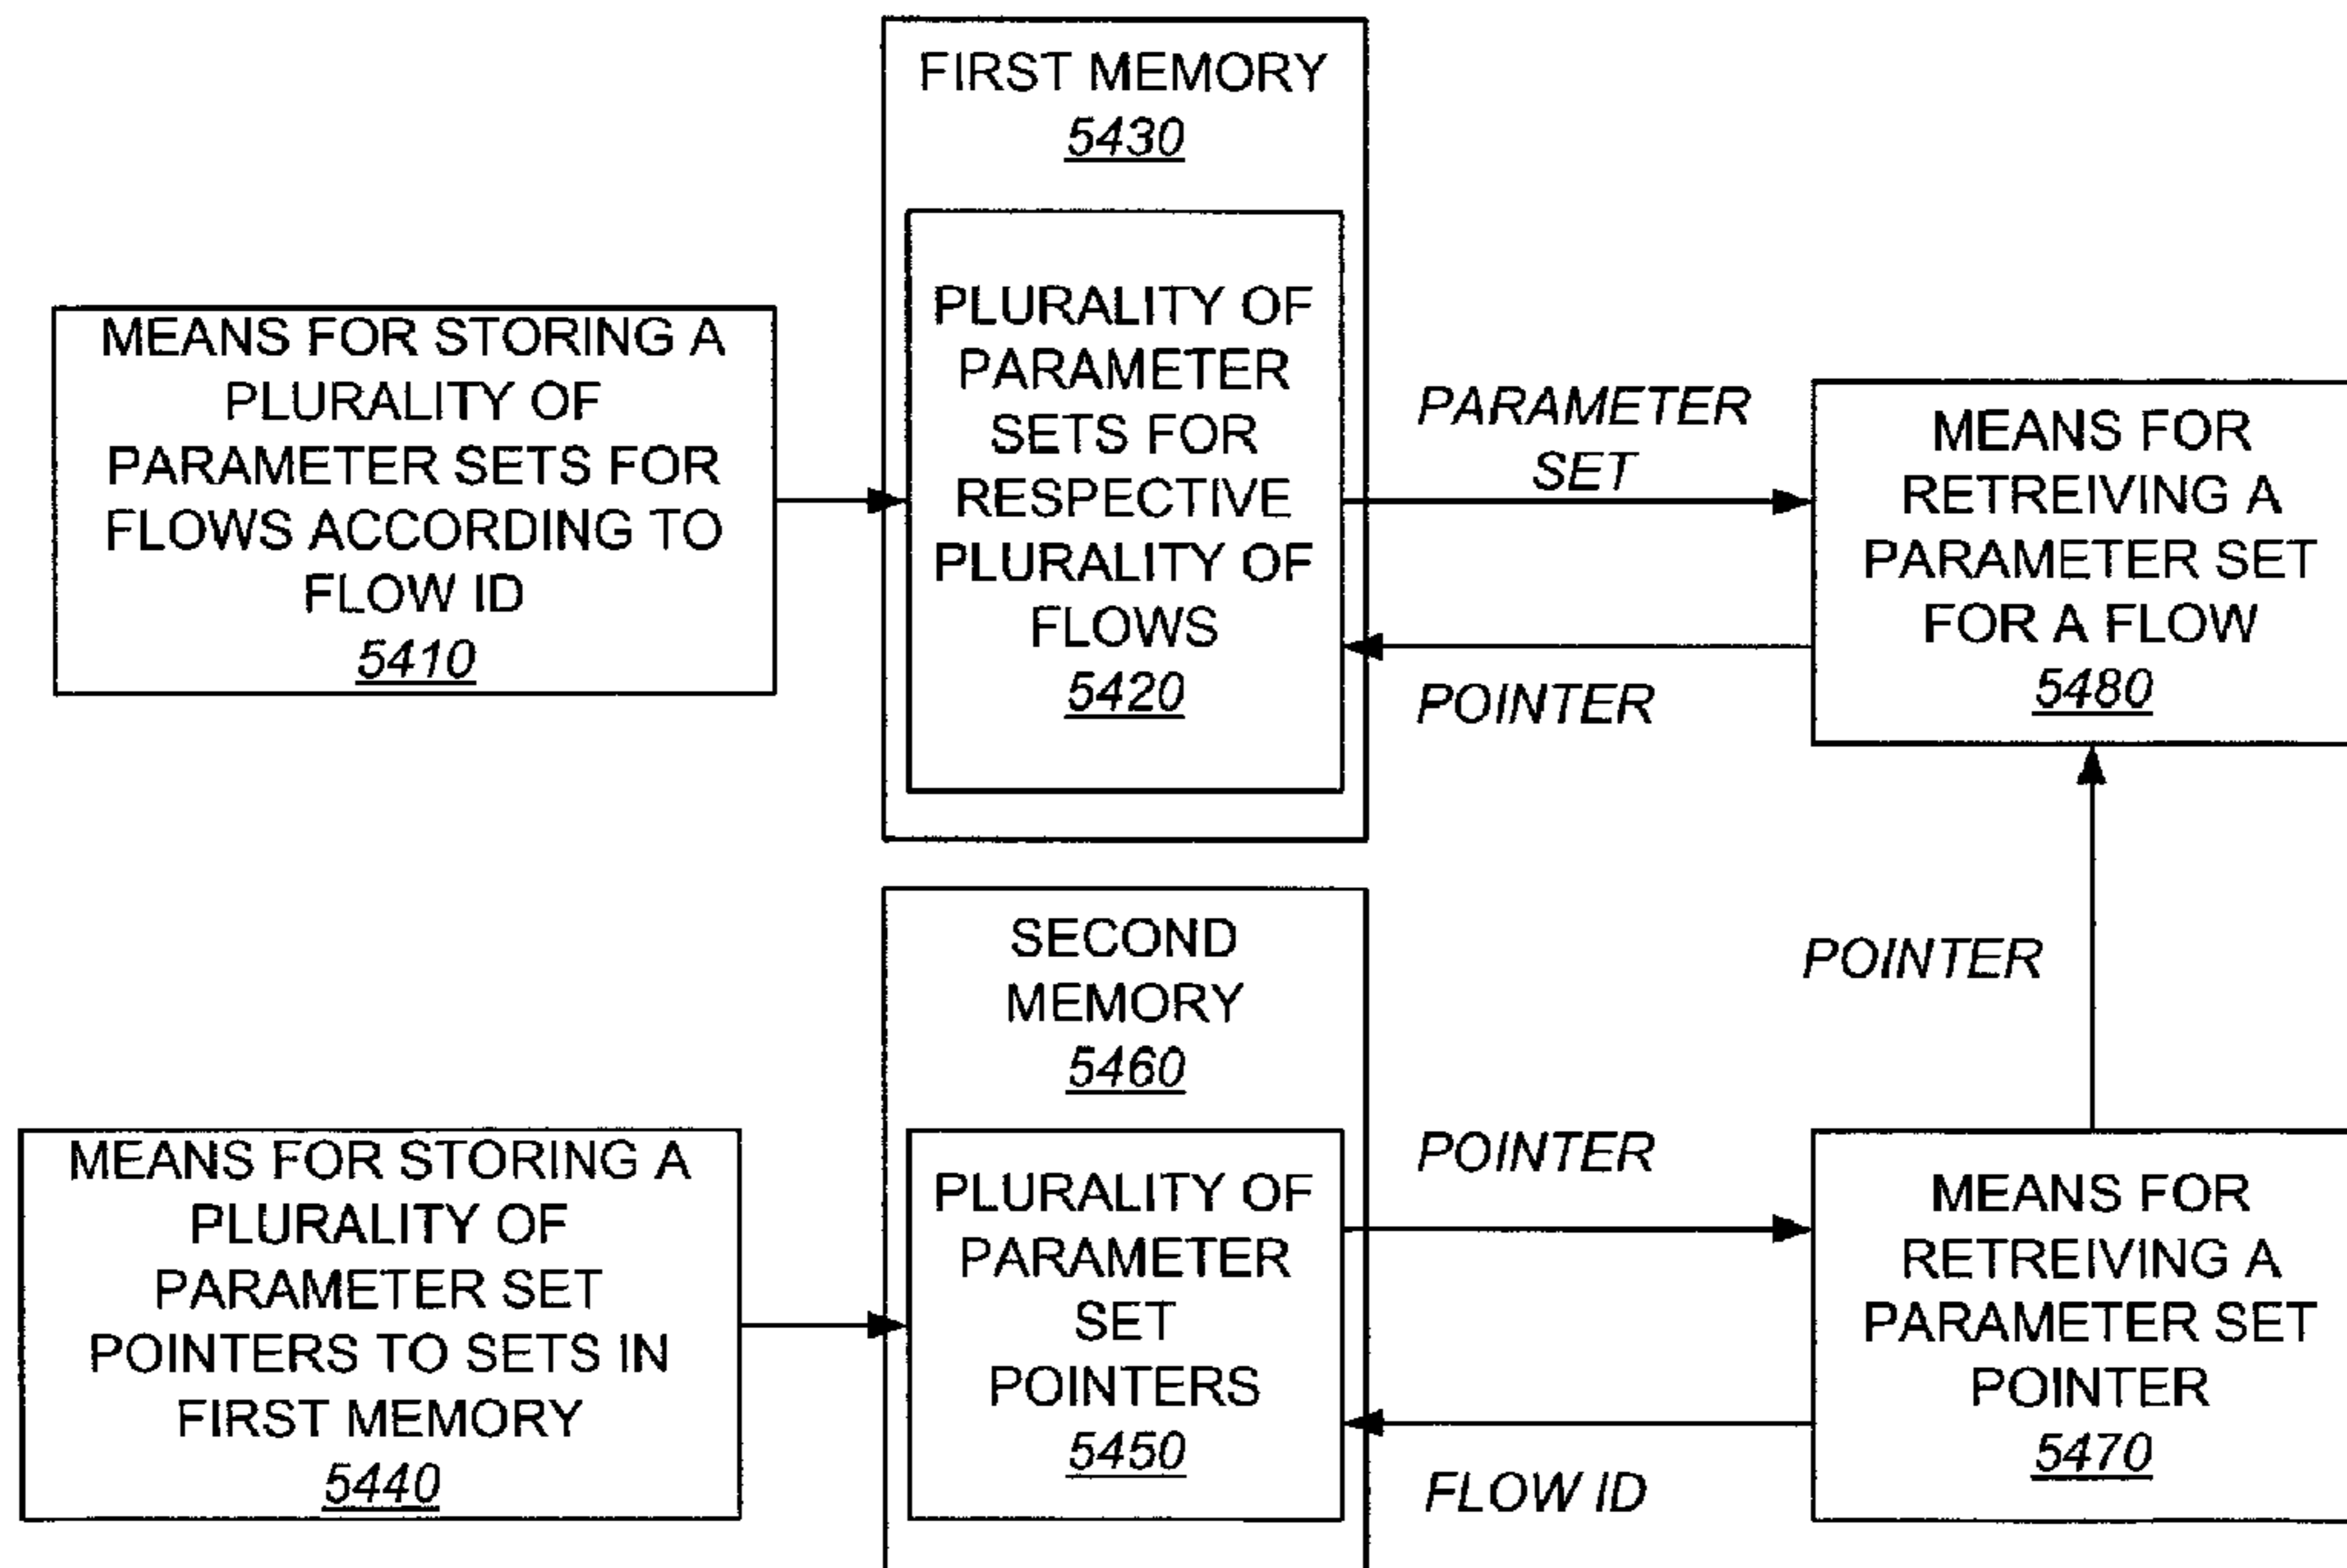 FIRST MEMORY
5430
MEANS FOR STORING A
PLURALITY OF
PARAMETER SETS FOR
FLOWS ACCORDING TO
FLOW ID
5410
PLURALITY OF
PARAMETER
SETS FOR
RESPECTIVE
PLURALITY OF
FLOWS
5420
PARAMETER
SET
POINTER
MEANS FOR
RETREIVING A
PARAMETER SET
FOR A FLOW
5480
POINTER
SECOND
MEMORY
5460
MEANS FOR STORING A
PLURALITY OF
PARAMETER SET
POINTERS TO SETS IN
FIRST MEMORY
5440
PLURALITY OF
PARAMETER
SET
POINTERS
5450
POINTER
FLOW ID
MEANS FOR
RETREIVING A
PARAMETER SET
POINTER
5470